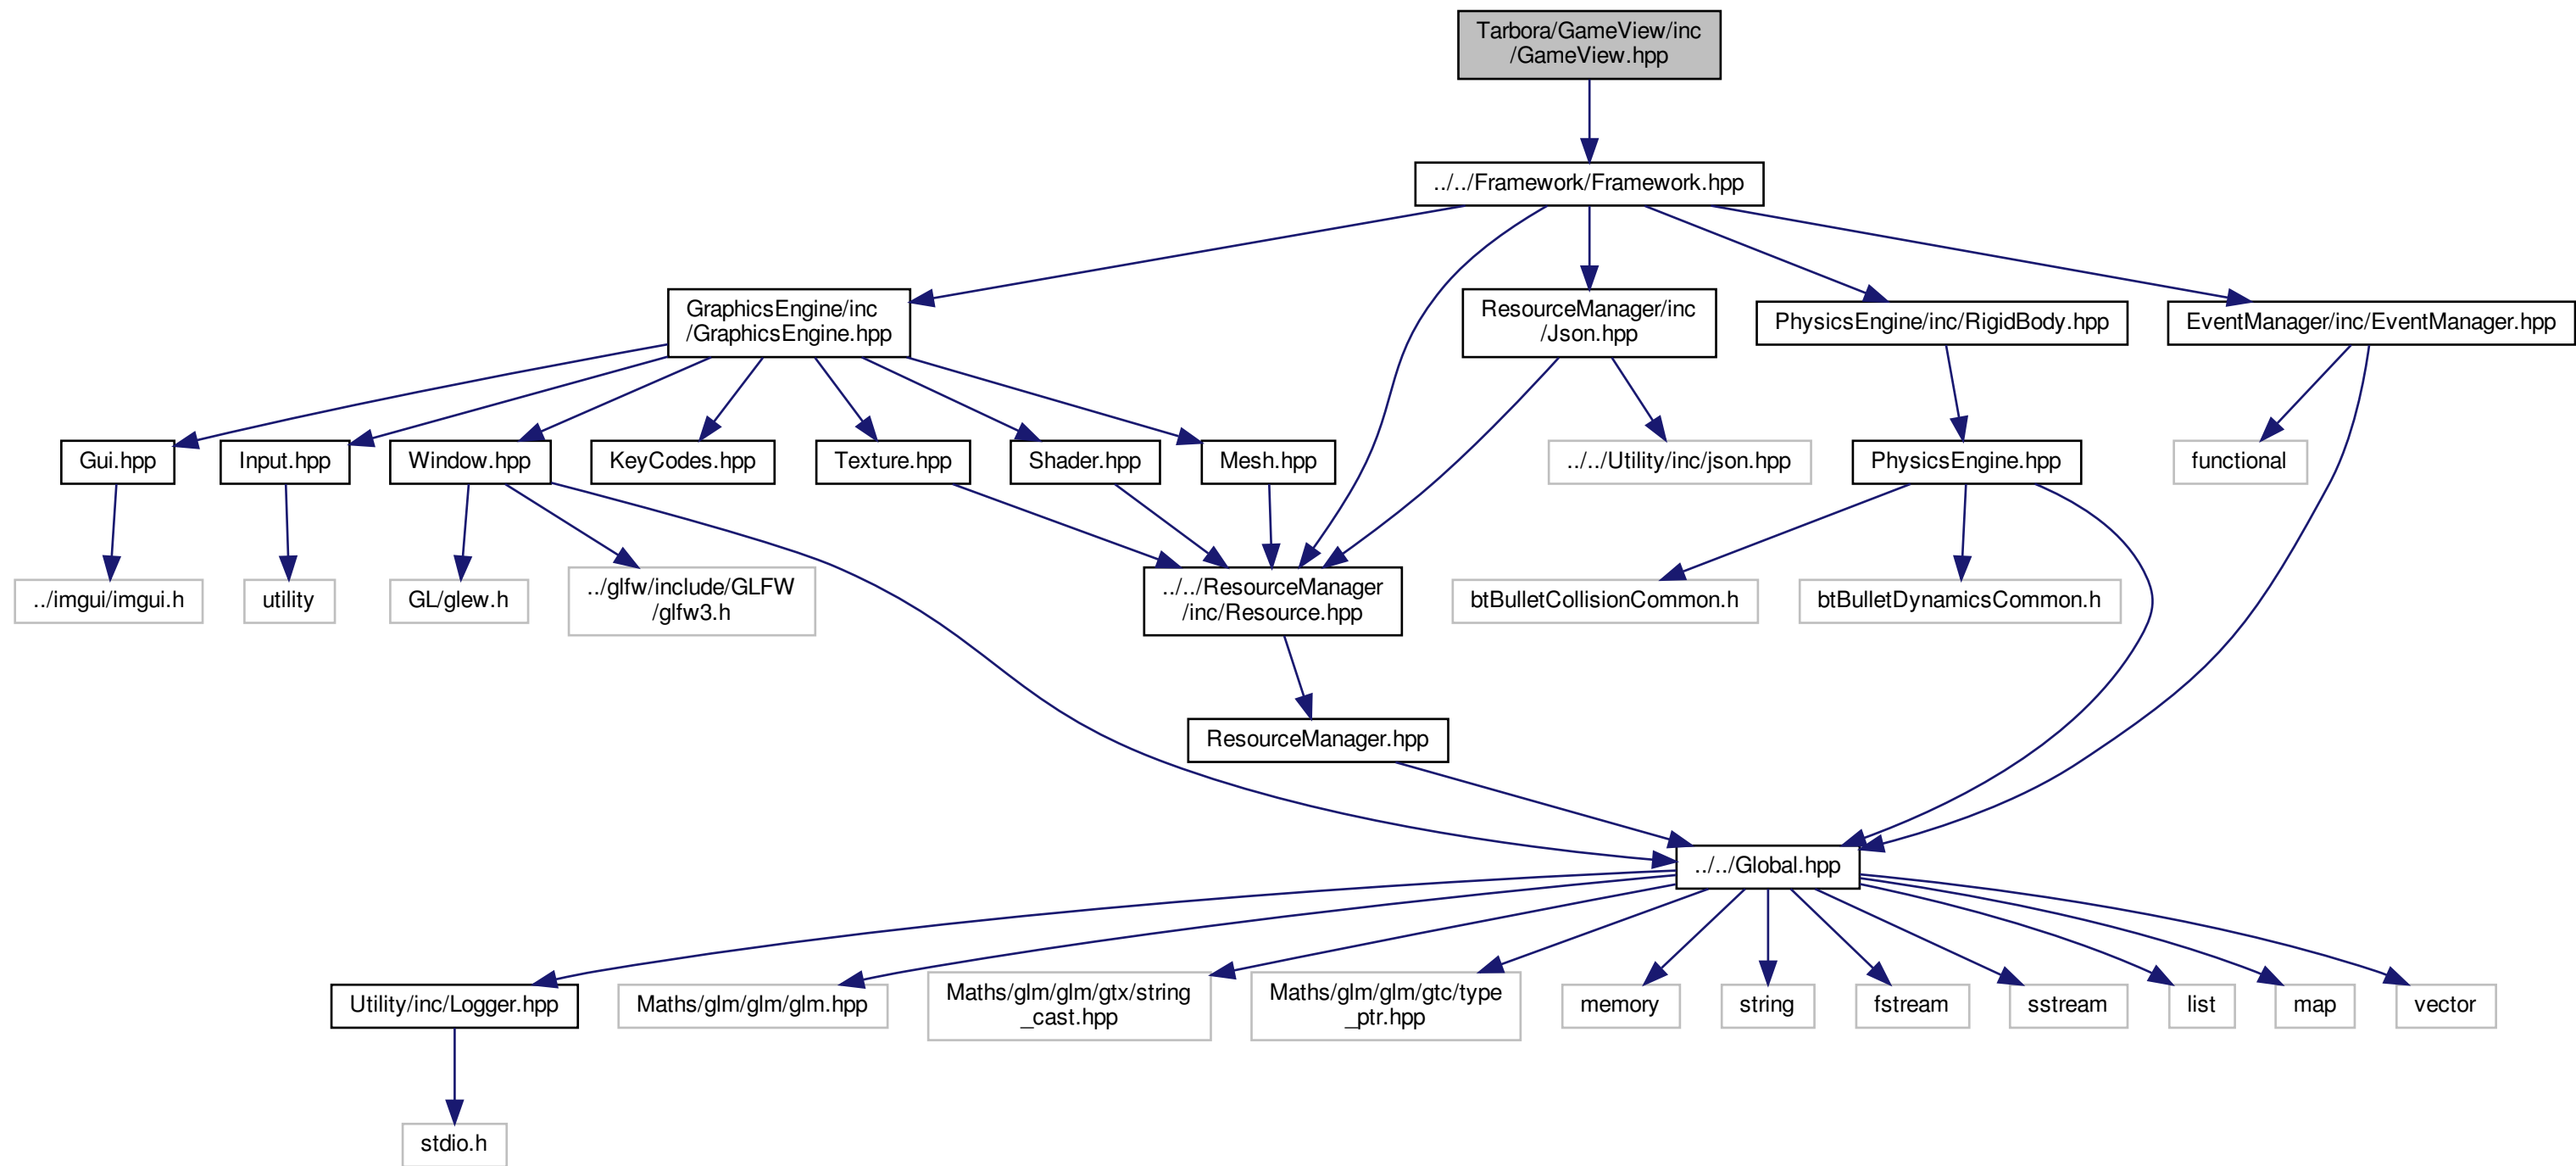 Tarbora/GameView/inc
/GameView.hpp
../../Framework/Framework.hpp
GraphicsEngine/inc
/GraphicsEngine.hpp
ResourceManager/inc
/Json.hpp
PhysicsEngine/inc/RigidBody.hpp
EventManager/inc/EventManager.hpp
Gui.hpp
Input.hpp
Window.hpp
KeyCodes.hpp
Texture.hpp
Shader.hpp
Mesh.hpp
../../Utility/inc/json.hpp
PhysicsEngine.hpp
functional
../imgui/imgui.h
utility
GL/glew.h
../glfw/include/GLFW
/glfw3.h
../../ResourceManager
/inc/Resource.hpp
btBulletCollisionCommon.h
btBulletDynamicsCommon.h
ResourceManager.hpp
../../Global.hpp
Utility/inc/Logger.hpp
Maths/glm/glm/glm.hpp
Maths/glm/glm/gtx/string
_cast.hpp
Maths/glm/glm/gtc/type
_ptr.hpp
memory
string
fstream
sstream
list
map
vector
stdio.h